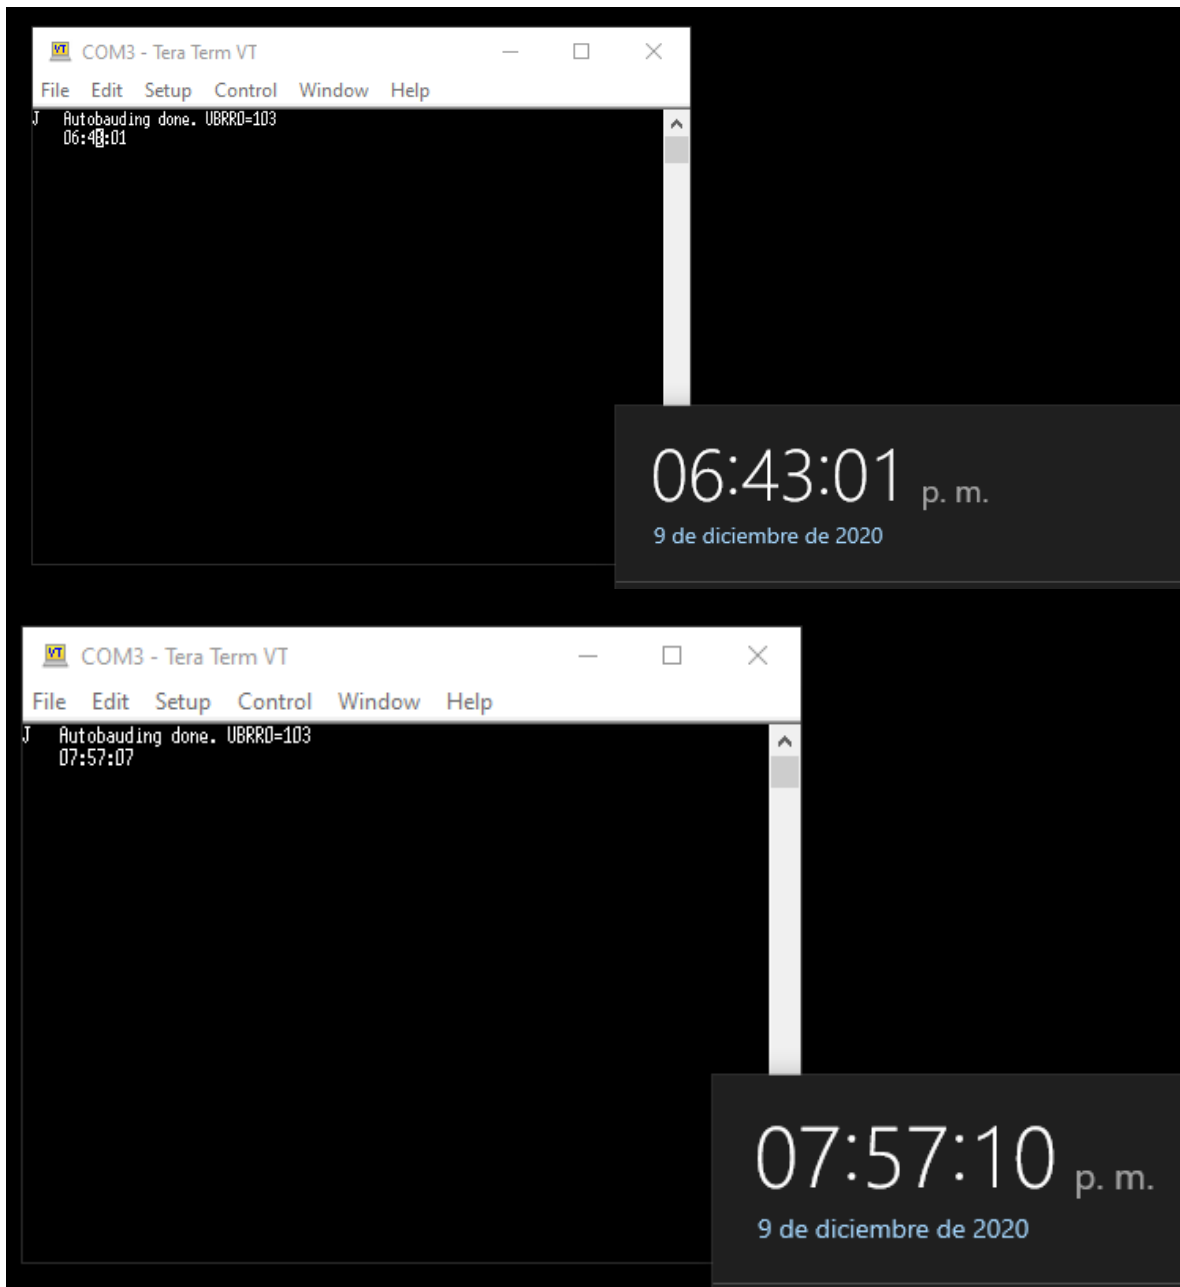 COM3 - Tera Term VT
File Edit Setup Control Window Help
J Autobauding done. UBRR0=103
06:43:01
06:43:01 p. m.
9 de diciembre de 2020
COM3 - Tera Term VT
File Edit Setup Control Window Help
J Autobauding done. UBRR0=103
07:57:07
07:57:10 p. m.
9 de diciembre de 2020